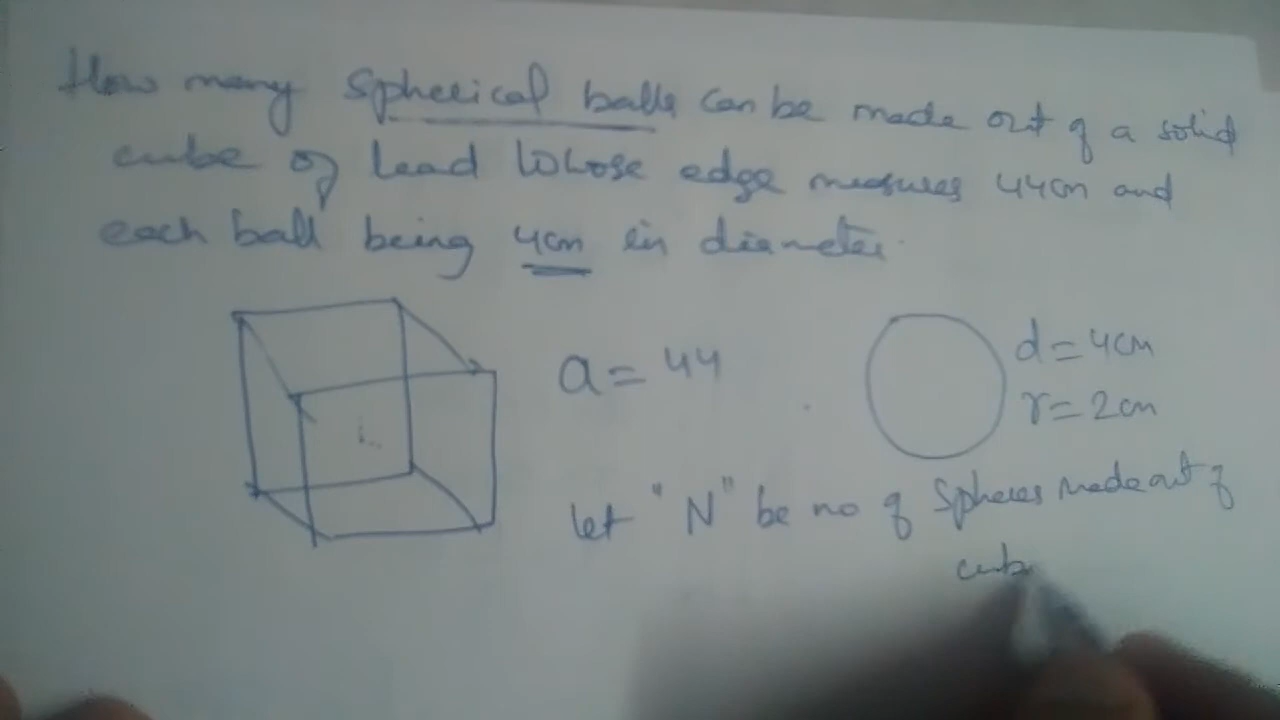 How many spherical balls can be made out of a solid
cube of lead whose edge measures 44cm and
each ball being 4cm in diameter.
a = 44
d = 4cm
r = 2cm
let "N" be no of spheres made out of
cube